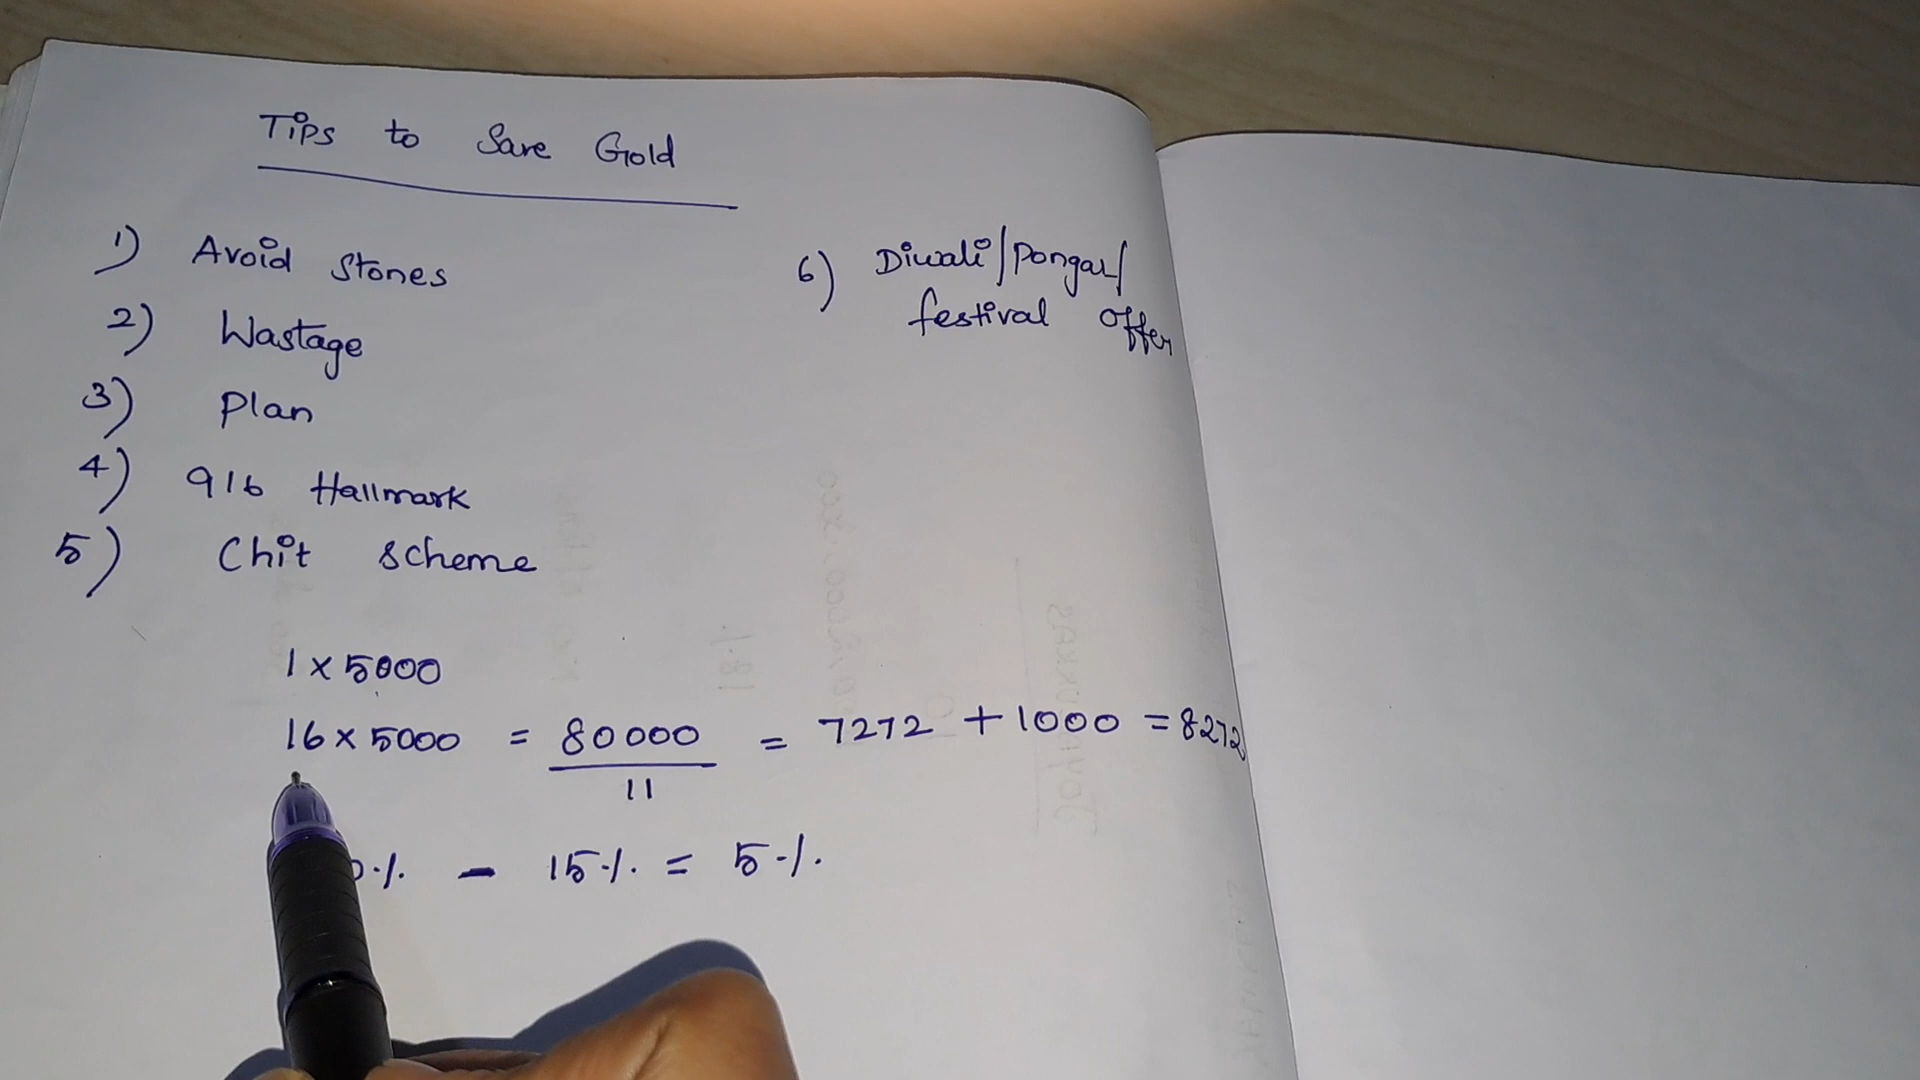 Tips to Save Gold
1) Avoid Stones
2) Wastage
3) Plan
4) 916 Hallmark
5) Chit scheme
6) Diwali/Pongal/
festival offer
1 x 5000
16 x 5000 = 80000 / 11 = 7272 + 1000 = 8272
0% - 15% = 5%